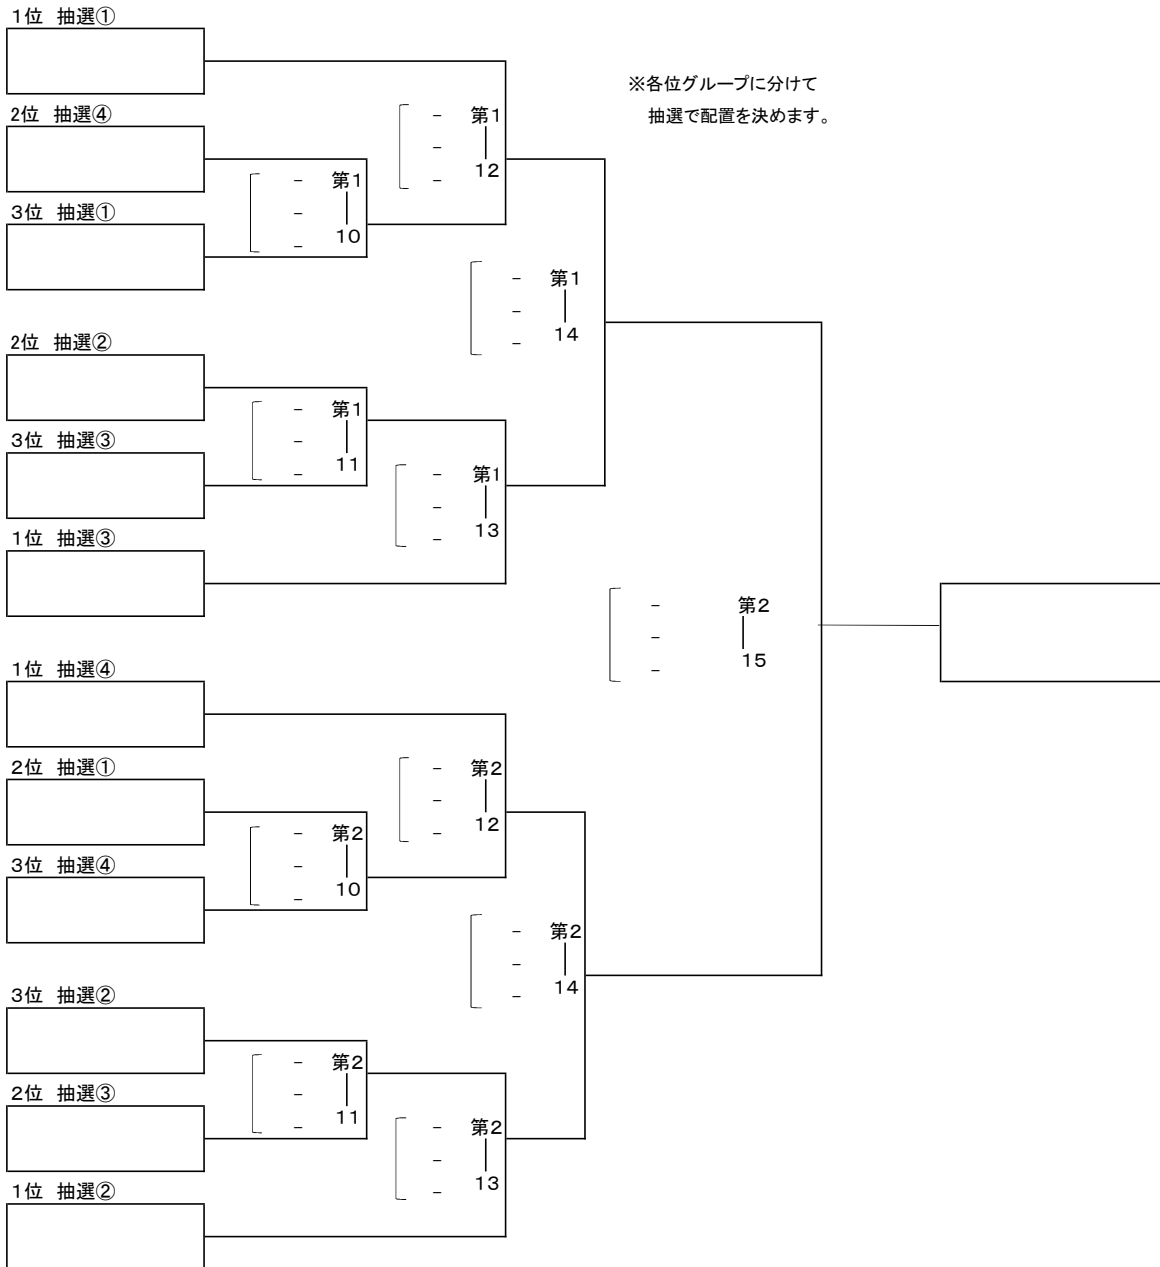 1位 抽選①
※各位グループに分けて
抽選で配置を決めます。
2位 抽選④
－ 第1
－
－ 12
－ 第1
－
－ 10
3位 抽選①
－ 第1
－
－ 14
2位 抽選②
－ 第1
－
－ 11
3位 抽選③
－ 第1
－
－ 13
1位 抽選③
－ 第2
－
－ 15
1位 抽選④
2位 抽選①
－ 第2
－
－ 12
－ 第2
－
－ 10
3位 抽選④
－ 第2
－
－ 14
3位 抽選②
－ 第2
－
－ 11
2位 抽選③
－ 第2
－
－ 13
1位 抽選②